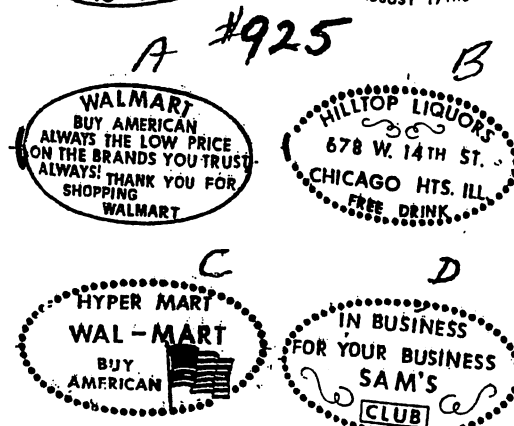 #925
A
WALMART
BUY AMERICAN
ALWAYS THE LOW PRICE
ON THE BRANDS YOU TRUST
ALWAYS! THANK YOU FOR
SHOPPING
WALMART
B
HILLTOP LIQUORS
678 W. 14TH ST.
CHICAGO HTS. ILL.
FREE DRINK
C
HYPER MART
WAL-MART
BUY
AMERICAN
D
IN BUSINESS
FOR YOUR BUSINESS
SAM'S
CLUB